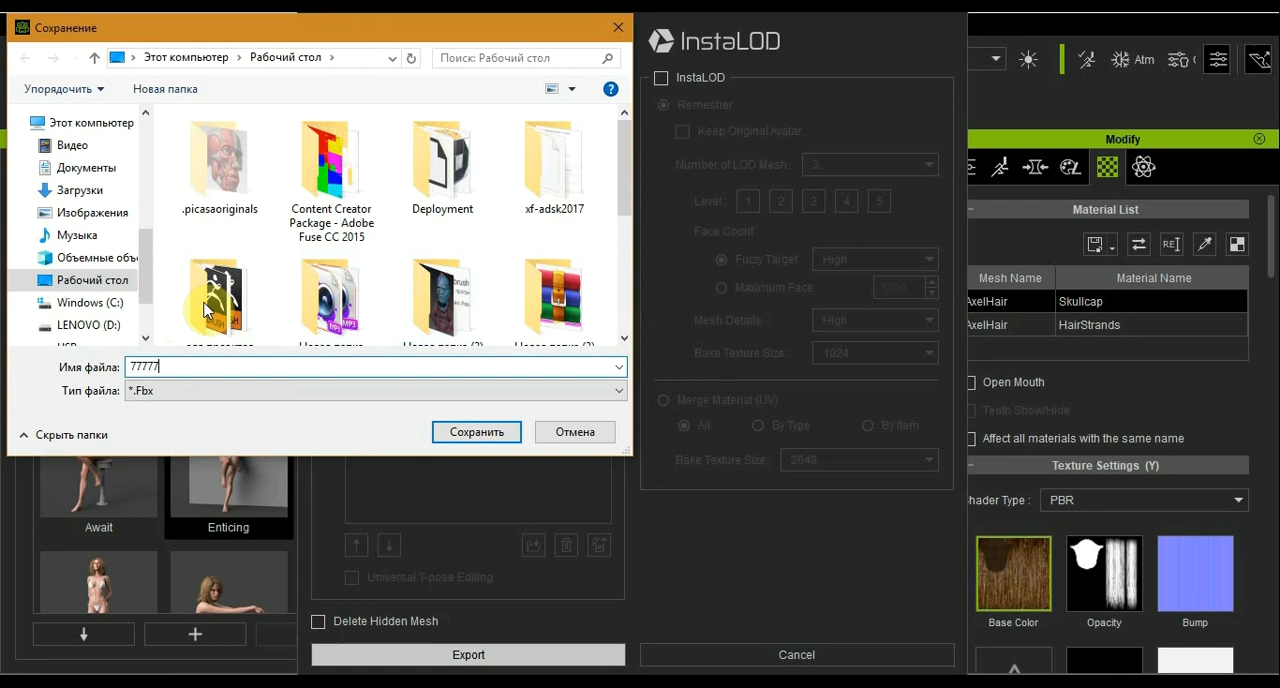 Сохранение
Этот компьютер
Рабочий стол
Поиск: Рабочий стол
Упорядочить
Новая папка
Этот компьютер
Видео
Документы
Загрузки
Изображения
Музыка
Объемные объ
Рабочий стол
Windows (C:)
LENOVO (D:)
.picasaoriginals
Content Creator
Package - Adobe
Fuse CC 2015
Deployment
xf-adsk2017
Имя файла: 77777
Тип файла: *.Fbx
Скрыть папки
Сохранить
Отмена
Await
Enticing
Universal T-pose Editing
Delete Hidden Mesh
Export
InstaLOD
InstaLOD
Remesher
Keep Original Avatar
Number of LOD Mesh : 3
Level : 1 2 3 4 5
Face Count
Fuzzy Target High
Maximum Face
Mesh Details : High
Bake Texture Size : 1024
Merge Material (UV)
All By Type By Item
Bake Texture Size 2048
Cancel
Atm
Modify
Material List
Mesh Name Material Name
AxelHair Skullcap
AxelHair HairStrands
Open Mouth
Teeth Show/Hide
Affect all materials with the same name
Texture Settings (Y)
hader Type : PBR
Base Color
Opacity
Bump